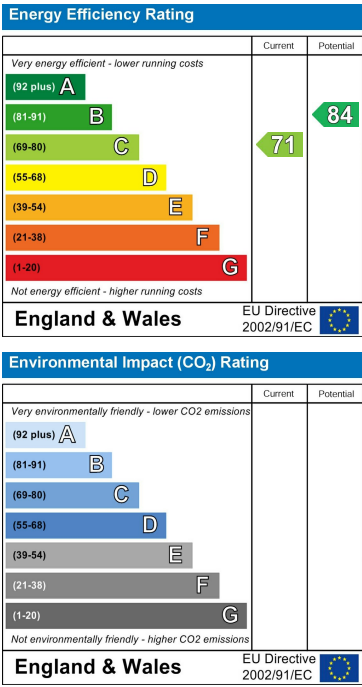 Energy Efficiency Rating
Current Potential
Very energy efficient - lower running costs
(92 plus) A
(81-91) B 84
(69-80) C 71
(55-68) D
(39-54) E
(21-38) F
(1-20) G
Not energy efficient - higher running costs
England & Wales EU Directive 2002/91/EC
Environmental Impact (CO₂) Rating
Current Potential
Very environmentally friendly - lower CO2 emissions
(92 plus) A
(81-91) B
(69-80) C
(55-68) D
(39-54) E
(21-38) F
(1-20) G
Not environmentally friendly - higher CO2 emissions
England & Wales EU Directive 2002/91/EC